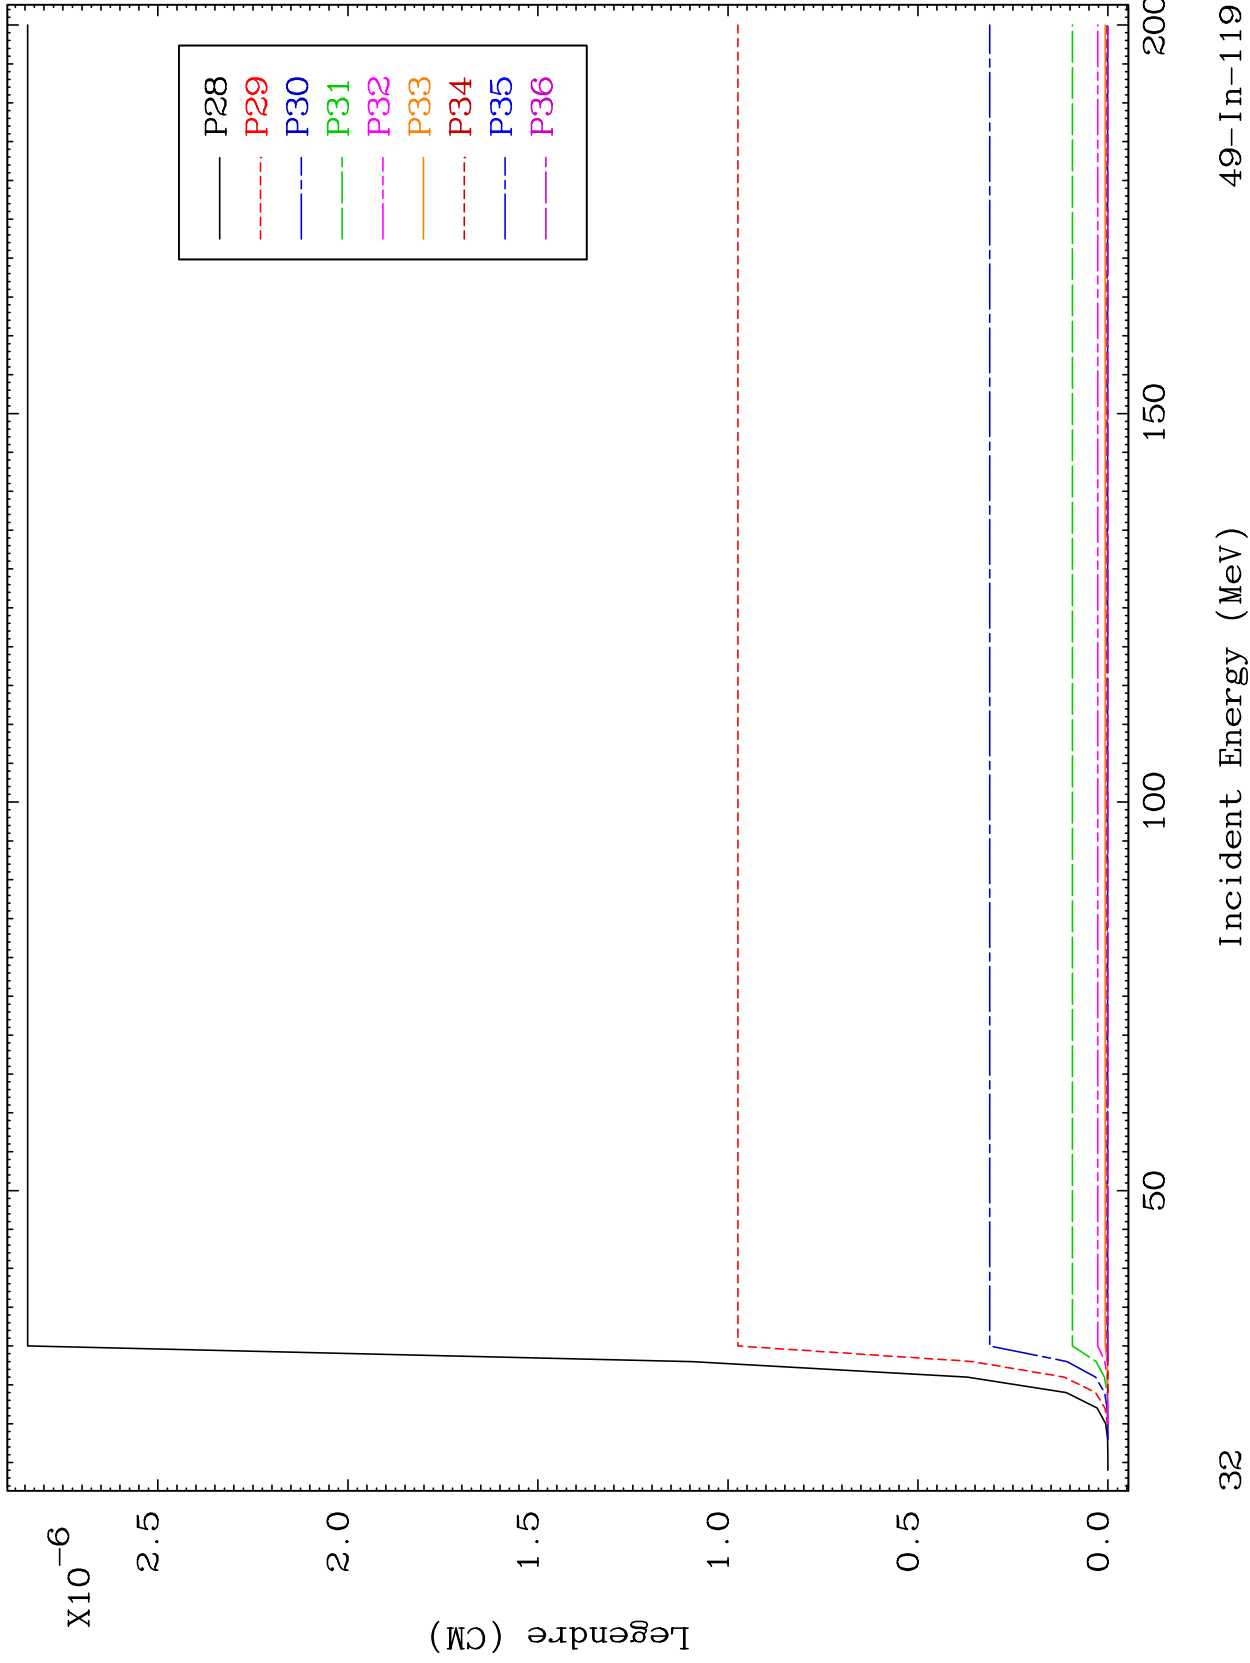 X10-6
2.5
2.0
1.5
1.0
0.5
0.0
Legendre (CM)
P28
P29
P30
P31
P32
P33
P34
P35
P36
50
100
150
200
32
Incident Energy (MeV)
49-In-119